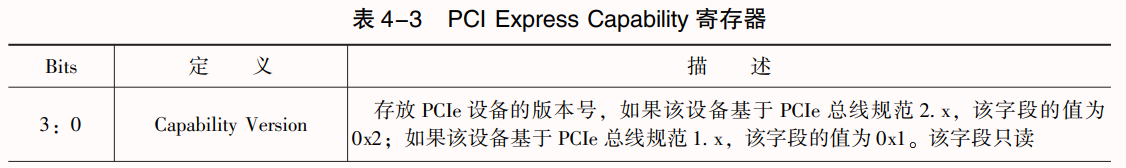 表 4-3 PCI Express Capability 寄存器
Bits 定 义 描 述
3：0 Capability Version 存放 PCIe 设备的版本号，如果该设备基于 PCIe 总线规范 2. x，该字段的值为
0x2；如果该设备基于 PCIe 总线规范 1. x，该字段的值为 0x1。该字段只读